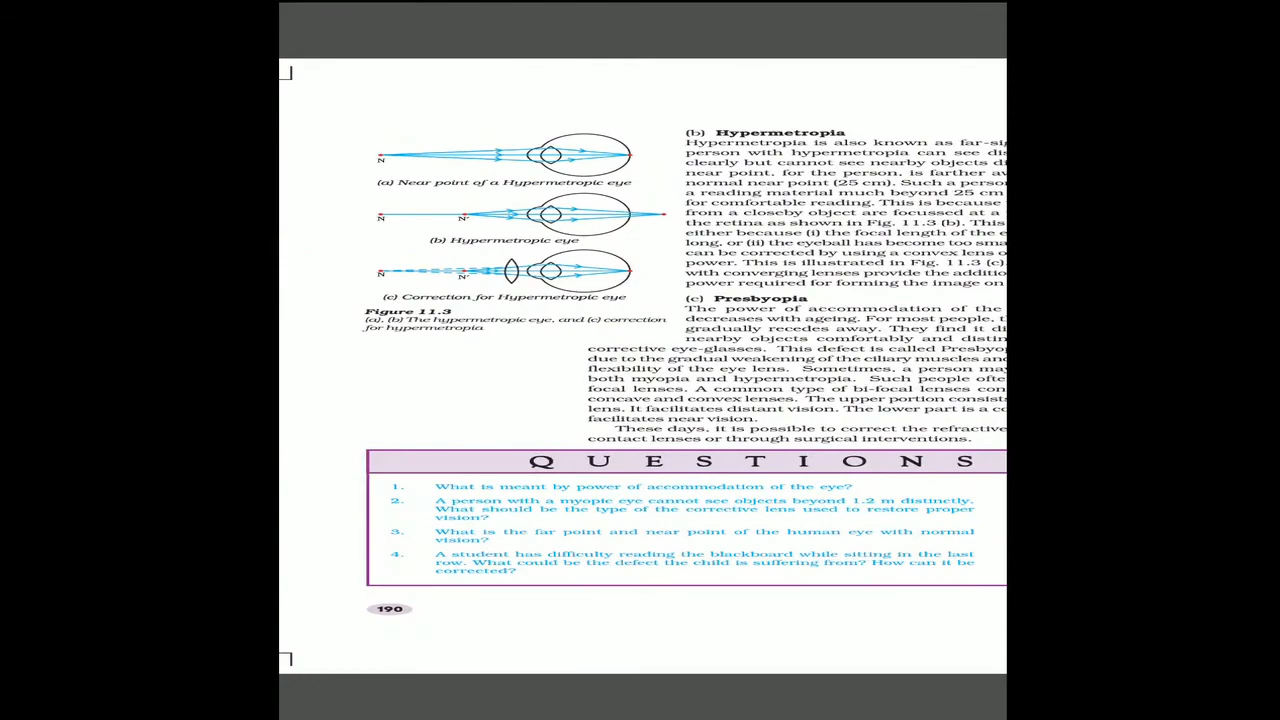 N
(a) Near point of a Hypermetropic eye
N
N'
(b) Hypermetropic eye
N
N'
(c) Correction for Hypermetropic eye
Figure 11.3
(a), (b) The hypermetropic eye, and (c) correction
for hypermetropia
(b) Hypermetropia
Hypermetropia is also known as far-sig
person with hypermetropia can see dis
clearly but cannot see nearby objects di
near point, for the person, is farther av
normal near point (25 cm). Such a person
a reading material much beyond 25 cm
for comfortable reading. This is because
from a closeby object are focussed at a
the retina as shown in Fig. 11.3 (b). This
either because (i) the focal length of the e
long, or (ii) the eyeball has become too sma
can be corrected by using a convex lens o
power. This is illustrated in Fig. 11.3 (c).
with converging lenses provide the additio
power required for forming the image on
(c) Presbyopia
The power of accommodation of the
decreases with ageing. For most people, t
gradually recedes away. They find it di
nearby objects comfortably and distin
corrective eye-glasses. This defect is called Presbyo
due to the gradual weakening of the ciliary muscles and
flexibility of the eye lens. Sometimes, a person may
both myopia and hypermetropia. Such people ofte
focal lenses. A common type of bi-focal lenses con
concave and convex lenses. The upper portion consists
lens. It facilitates distant vision. The lower part is a co
facilitates near vision.
These days, it is possible to correct the refractive
contact lenses or through surgical interventions.
QUESTIONS
1. What is meant by power of accommodation of the eye?
2. A person with a myopic eye cannot see objects beyond 1.2 m distinctly.
What should be the type of the corrective lens used to restore proper
vision?
3. What is the far point and near point of the human eye with normal
vision?
4. A student has difficulty reading the blackboard while sitting in the last
row. What could be the defect the child is suffering from? How can it be
corrected?
190